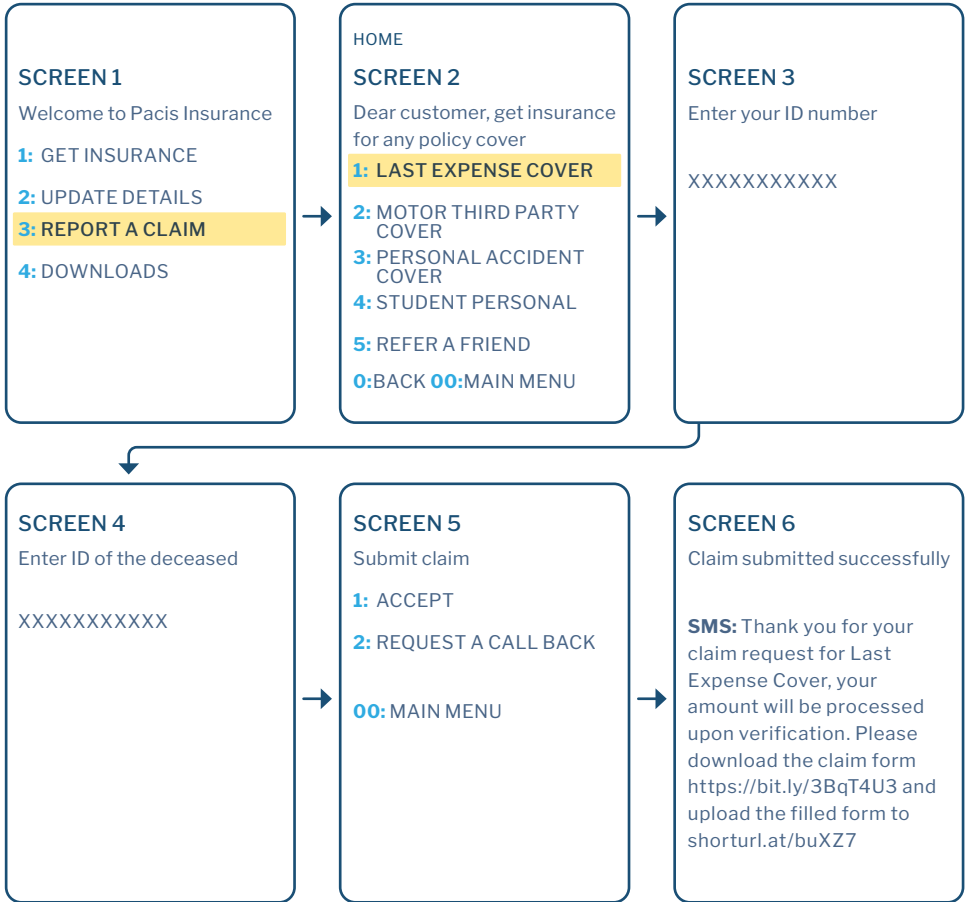 SCREEN 1
Welcome to Pacis Insurance
1: GET INSURANCE
2: UPDATE DETAILS
3: REPORT A CLAIM
4: DOWNLOADS
HOME
SCREEN 2
Dear customer, get insurance
for any policy cover
1: LAST EXPENSE COVER
2: MOTOR THIRD PARTY
COVER
3: PERSONAL ACCIDENT
COVER
4: STUDENT PERSONAL
5: REFER A FRIEND
0:BACK 00:MAIN MENU
SCREEN 3
Enter your ID number
XXXXXXXXXXX
SCREEN 4
Enter ID of the deceased
XXXXXXXXXXX
SCREEN 5
Submit claim
1: ACCEPT
2: REQUEST A CALL BACK
00: MAIN MENU
SCREEN 6
Claim submitted successfully
SMS: Thank you for your
claim request for Last
Expense Cover, your
amount will be processed
upon verification. Please
download the claim form
https://bit.ly/3BqT4U3 and
upload the filled form to
shorturl.at/buXZ7